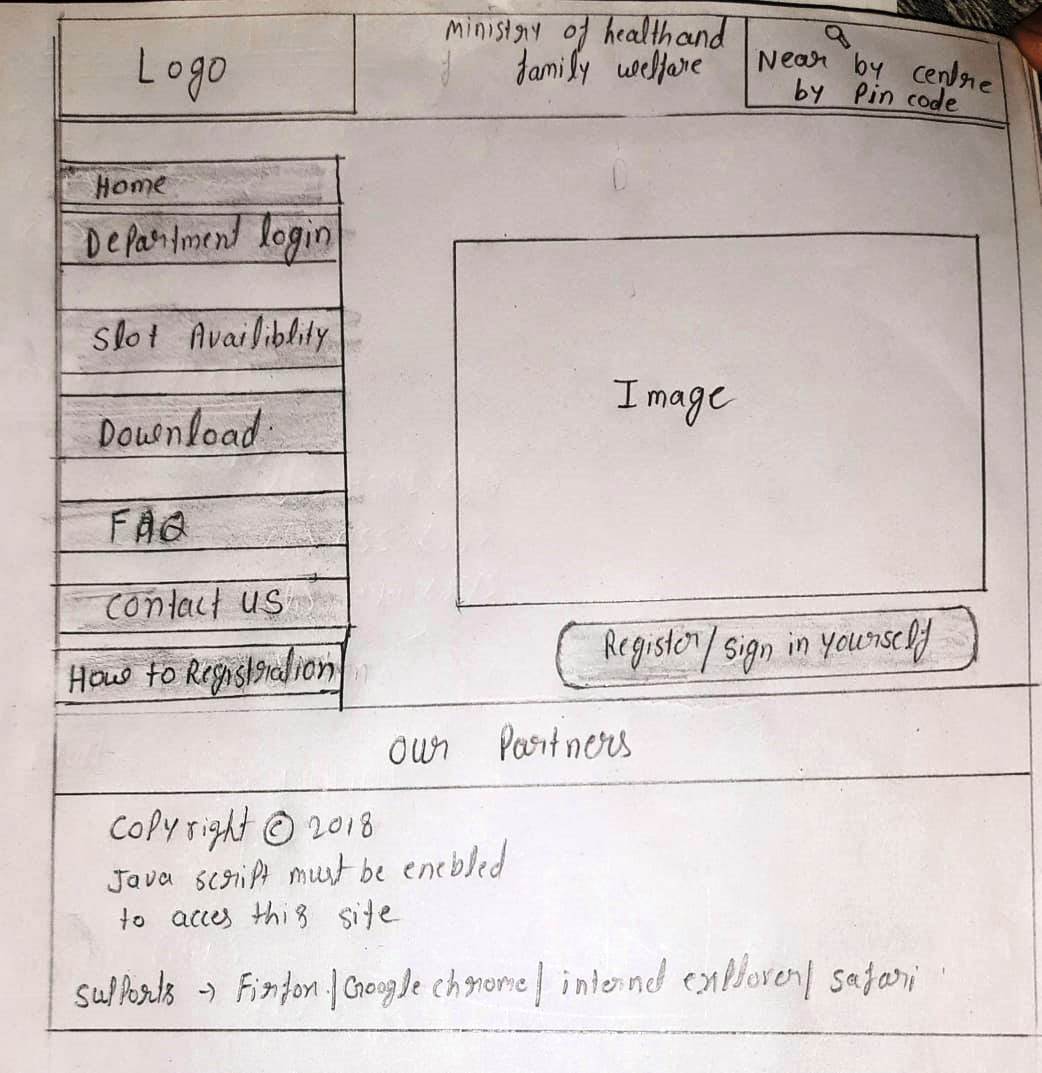 Logo
Ministry of health and
family welfare
Near by centre
by Pin code
Home
Department login
Slot Availiblity
Download
FAQ
Contact us
How to Registration
Image
Register/sign in yourself
our Partners
Copyright © 2018
Java script must be enebled
to acces this site
supports → Firefox/Google chrome/internet explorer/safari